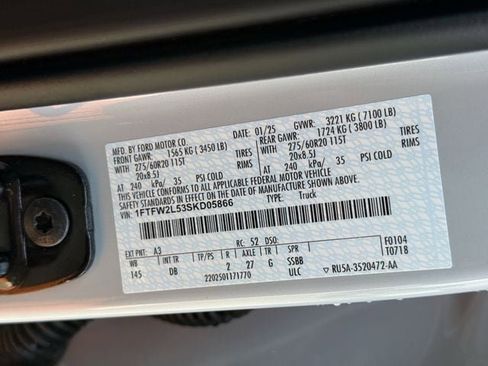 MFD. BY FORD MOTOR CO.
DATE: 01/25 GVWR: 3221 KG (7100 LB)
FRONT GAWR: 1565 KG (3450 LB) REAR GAWR: 1724 KG (3800 LB)
WITH 275/60R20 115T TIRES WITH 275/60R20 115T TIRES
20x8.5J RIMS 20x8.5J RIMS
AT 240 kPa/ 35 PSI COLD AT 240 kPa/ 35 PSI COLD
THIS VEHICLE CONFORMS TO ALL APPLICABLE FEDERAL MOTOR VEHICLE
SAFETY STANDARDS IN EFFECT ON THE DATE OF MANUFACTURE SHOWN ABOVE.
VIN: 1FTFW2L53SKD05866 TYPE: Truck
EXT PNT: A3 RC: 52 DSO: F0104
WB INT TR TP R AXLE TR SPR T0718
145 DB 2 27 G SSBB
2202501171770 ULC ▽ RU5A-3520472-AA